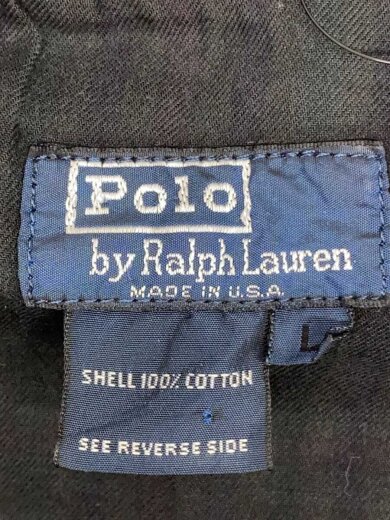 Polo
by Ralph Lauren
MADE IN U.S.A.
L
SHELL 100% COTTON
SEE REVERSE SIDE